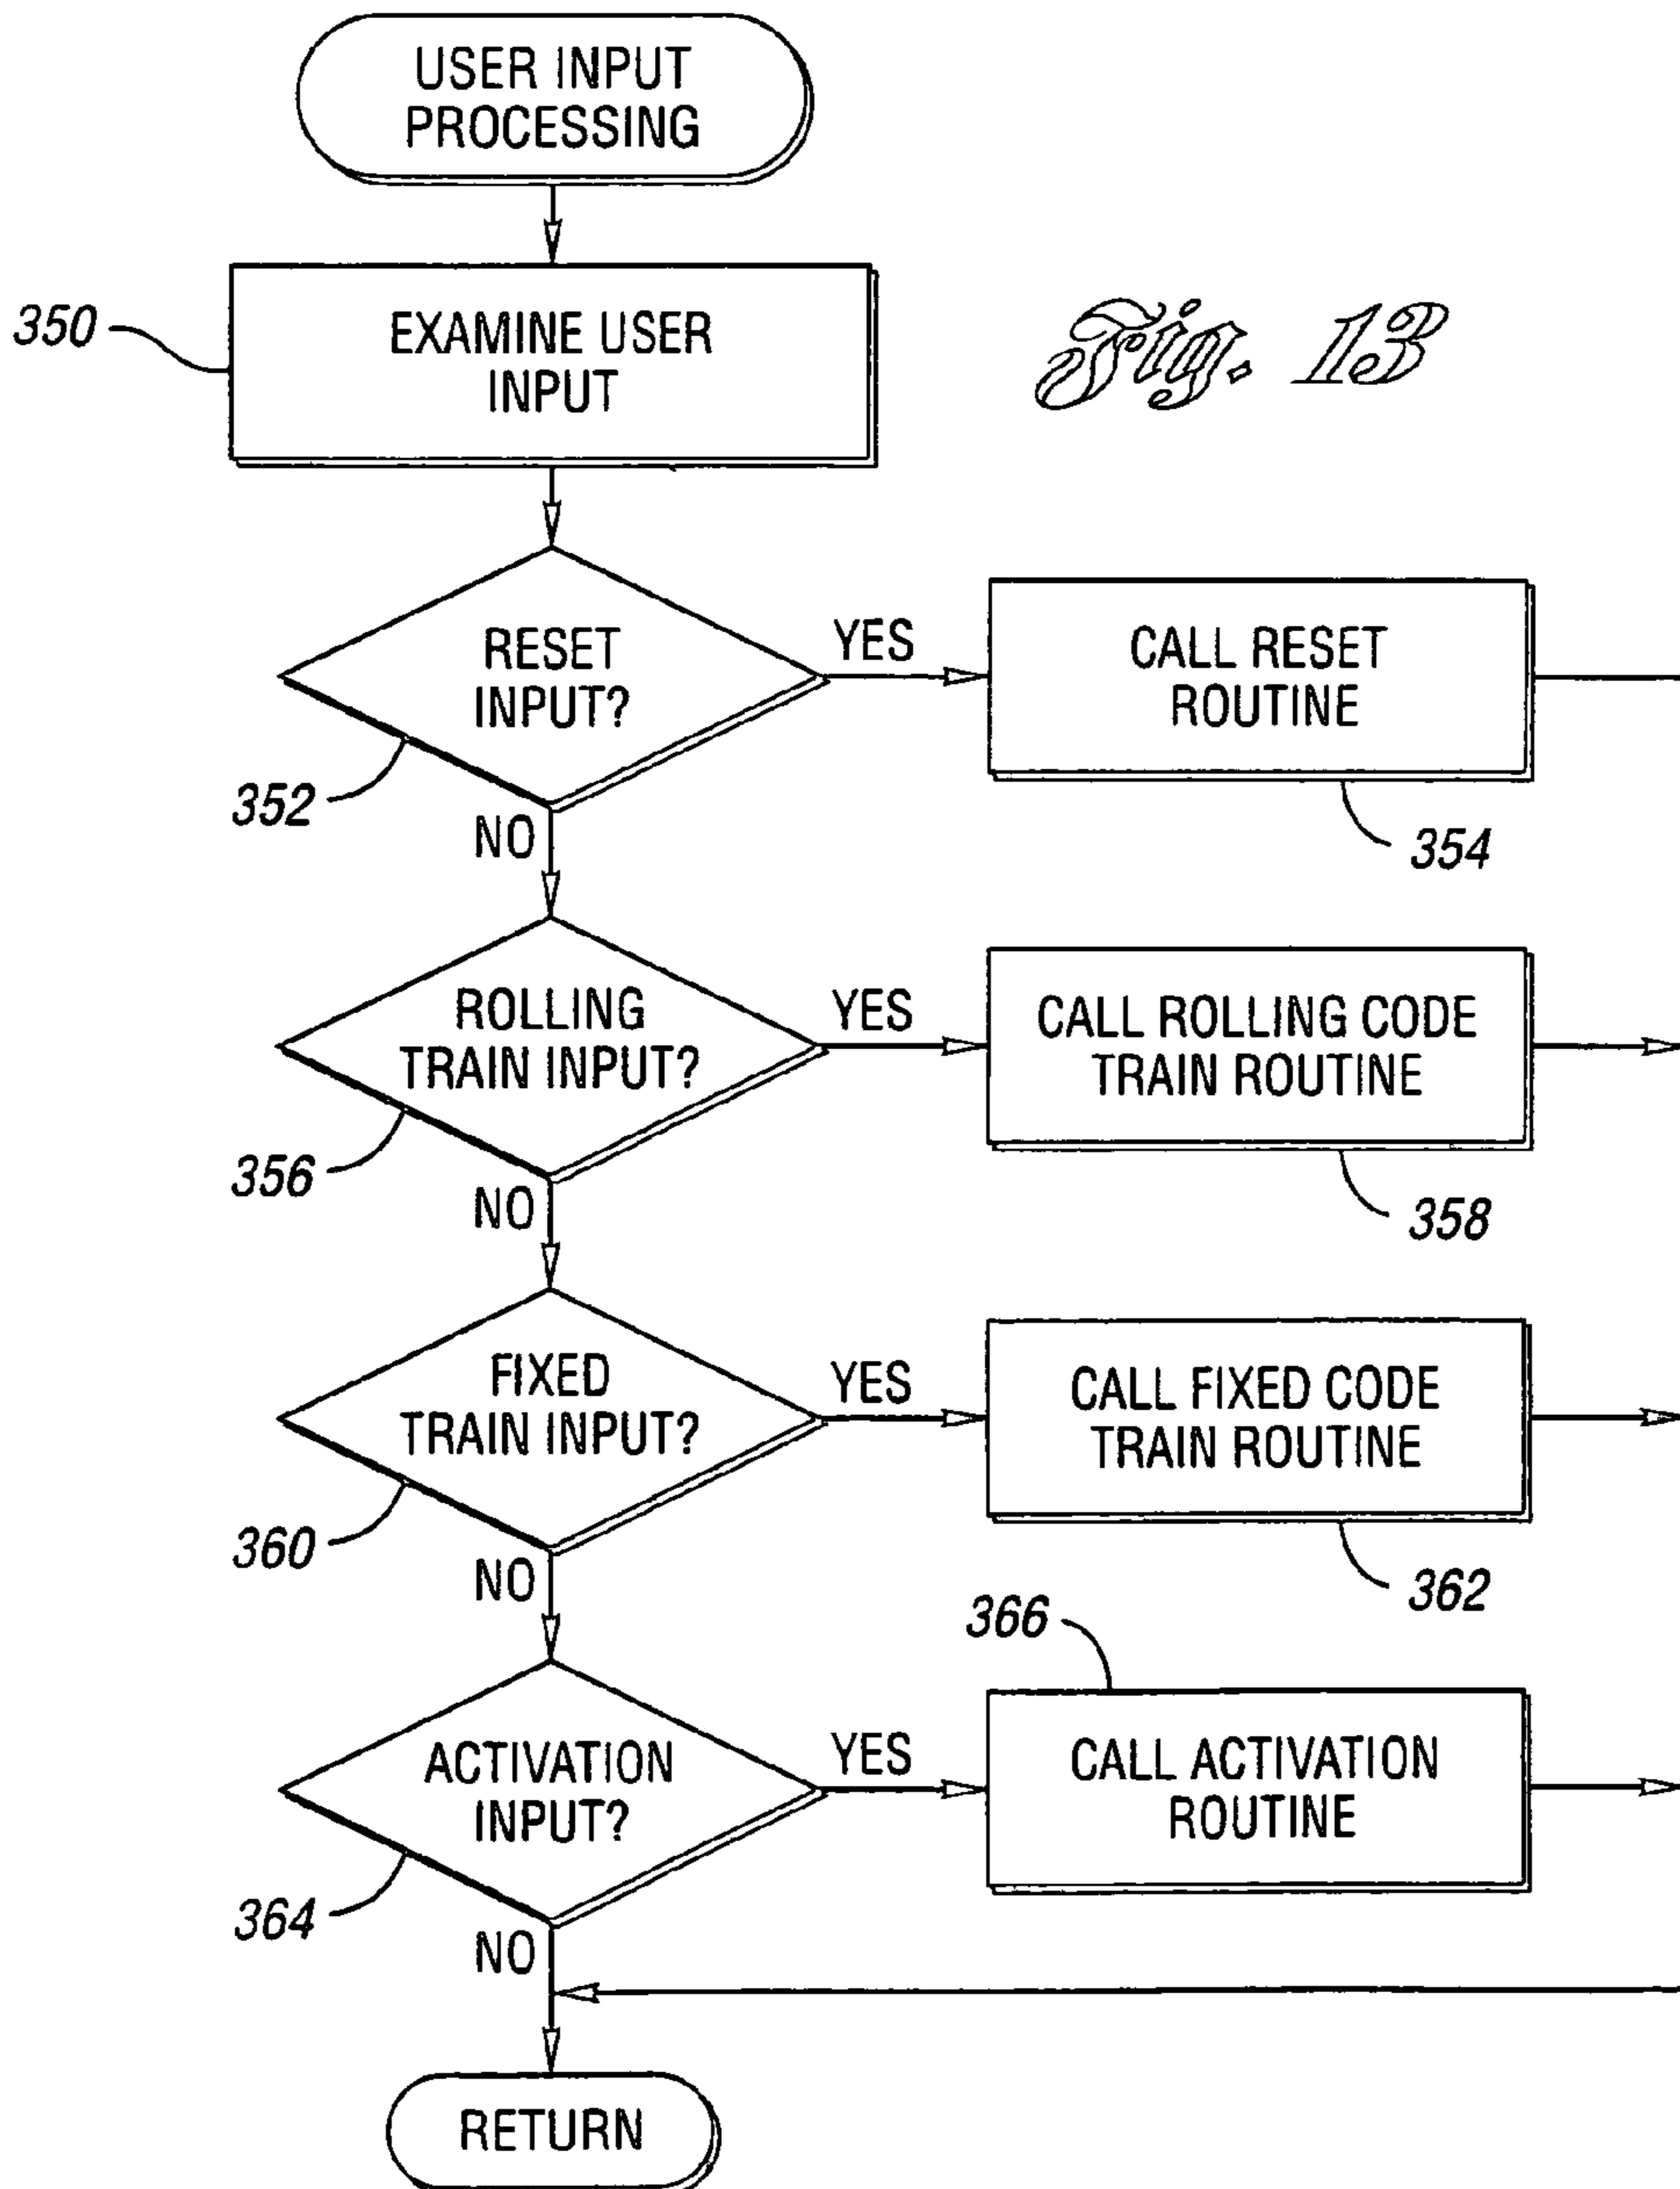 USER INPUT
PROCESSING
350
EXAMINE USER
INPUT
Fig. 13
RESET
INPUT?
YES
CALL RESET
ROUTINE
352
354
NO
ROLLING
TRAIN INPUT?
YES
CALL ROLLING CODE
TRAIN ROUTINE
356
358
NO
FIXED
TRAIN INPUT?
YES
CALL FIXED CODE
TRAIN ROUTINE
360
362
NO
366
ACTIVATION
INPUT?
YES
CALL ACTIVATION
ROUTINE
364
NO
RETURN